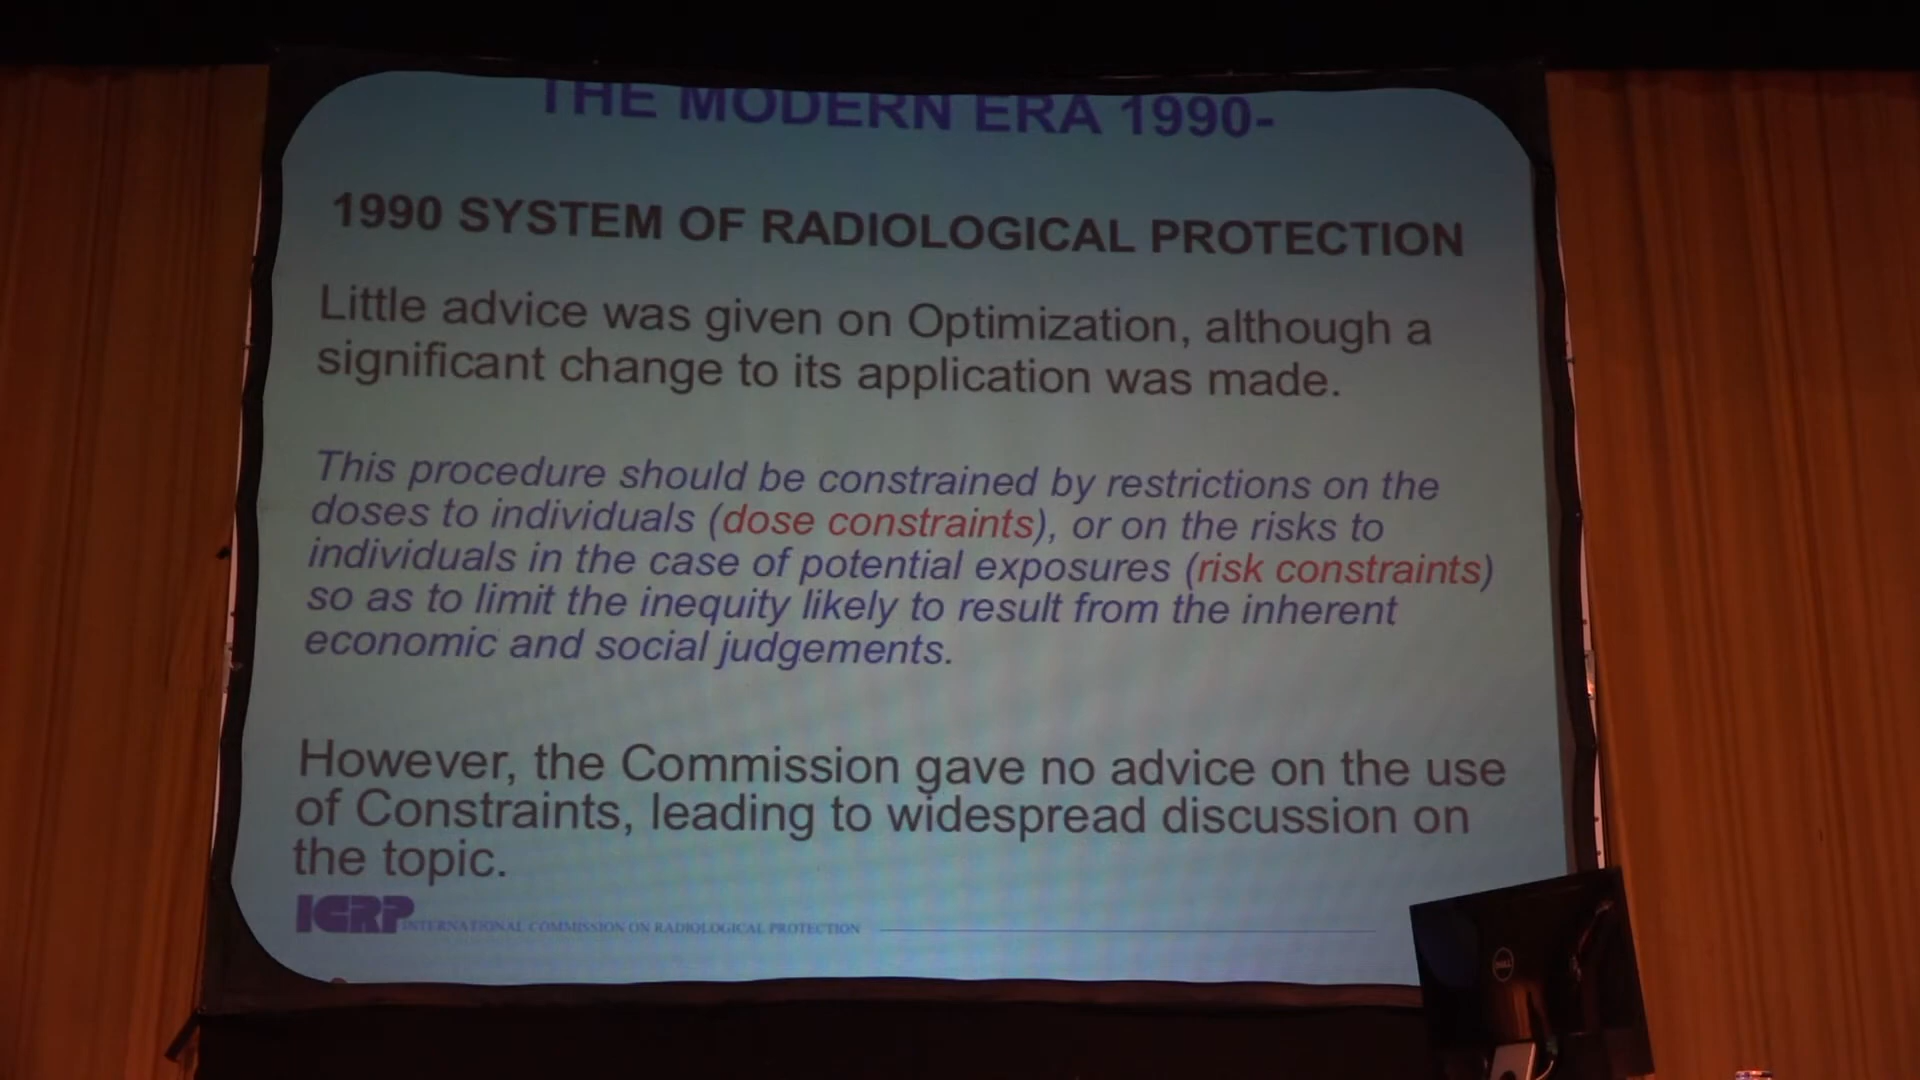 THE MODERN ERA 1990-
1990 SYSTEM OF RADIOLOGICAL PROTECTION
Little advice was given on Optimization, although a
significant change to its application was made.
This procedure should be constrained by restrictions on the
doses to individuals (dose constraints), or on the risks to
individuals in the case of potential exposures (risk constraints)
so as to limit the inequity likely to result from the inherent
economic and social judgements.
However, the Commission gave no advice on the use
of Constraints, leading to widespread discussion on
the topic.
ICRP INTERNATIONAL COMMISSION ON RADIOLOGICAL PROTECTION
DELL